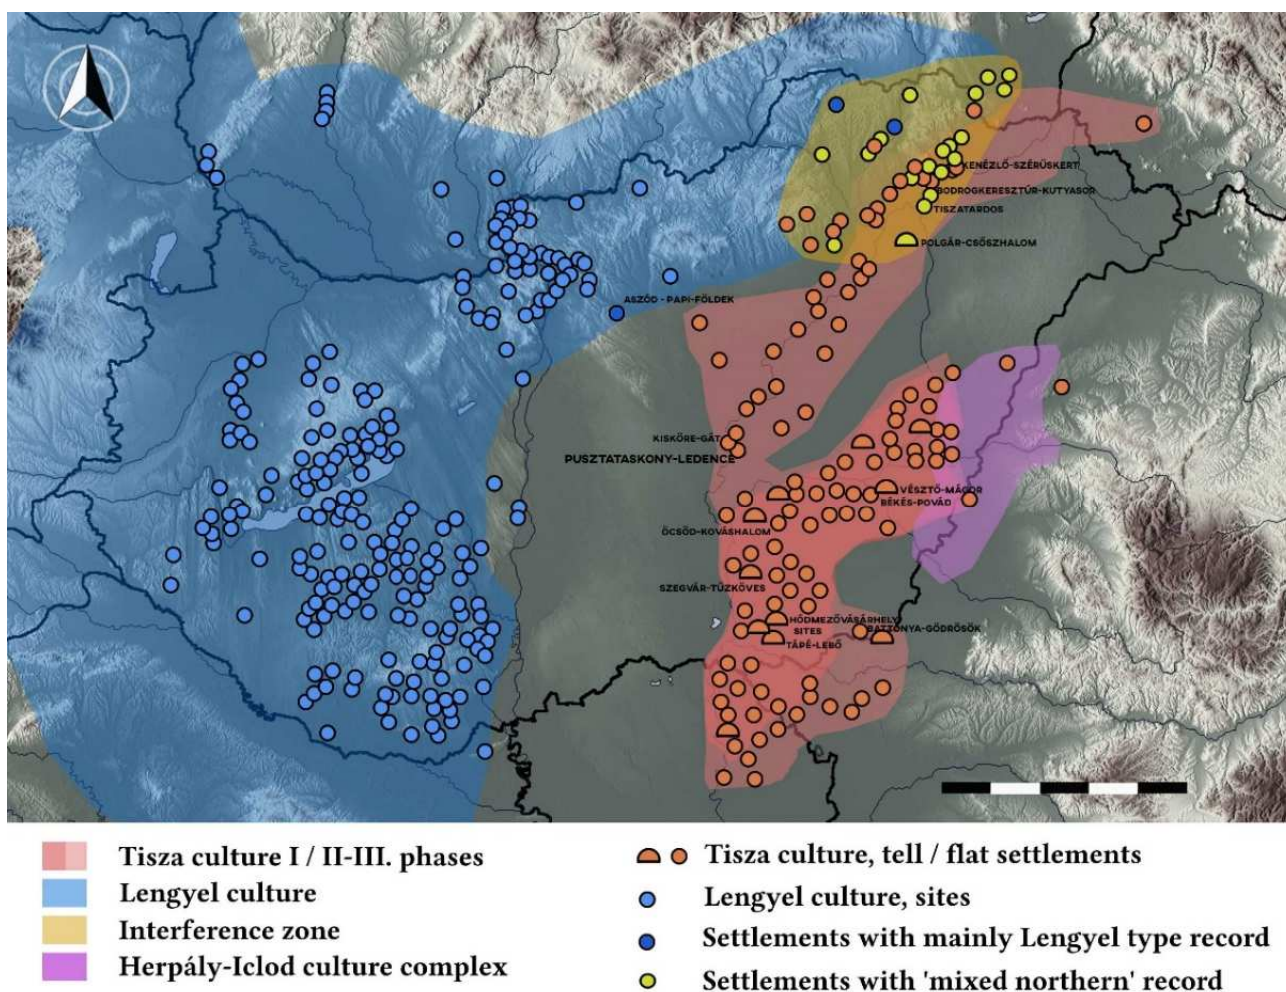 KENÉZLŐ-SZÉRŰSKERT
BODROGKERESZTÚR-KUTYASOR
TISZATARDOS
POLGÁR-CSŐSZHALOM
ASZÓD - PAPI-FÖLDEK
KISKÖRE-GÁT
PUSZTATASKONY-LEDENCE
VÉSZTŐ-MÁGOR
BÉKÉS-POVÁD
ÖCSÖD-KOVÁSHALOM
SZEGVÁR-TŰZKÖVES
HÓDMEZŐVÁSÁRHELY
SITES
BATTONYA-GÖDRÖSÖK
TÁPÉ-LEBŐ
Tisza culture I / II-III. phases
Lengyel culture
Interference zone
Herpály-Iclod culture complex
Tisza culture, tell / flat settlements
Lengyel culture, sites
Settlements with mainly Lengyel type record
Settlements with 'mixed northern' record